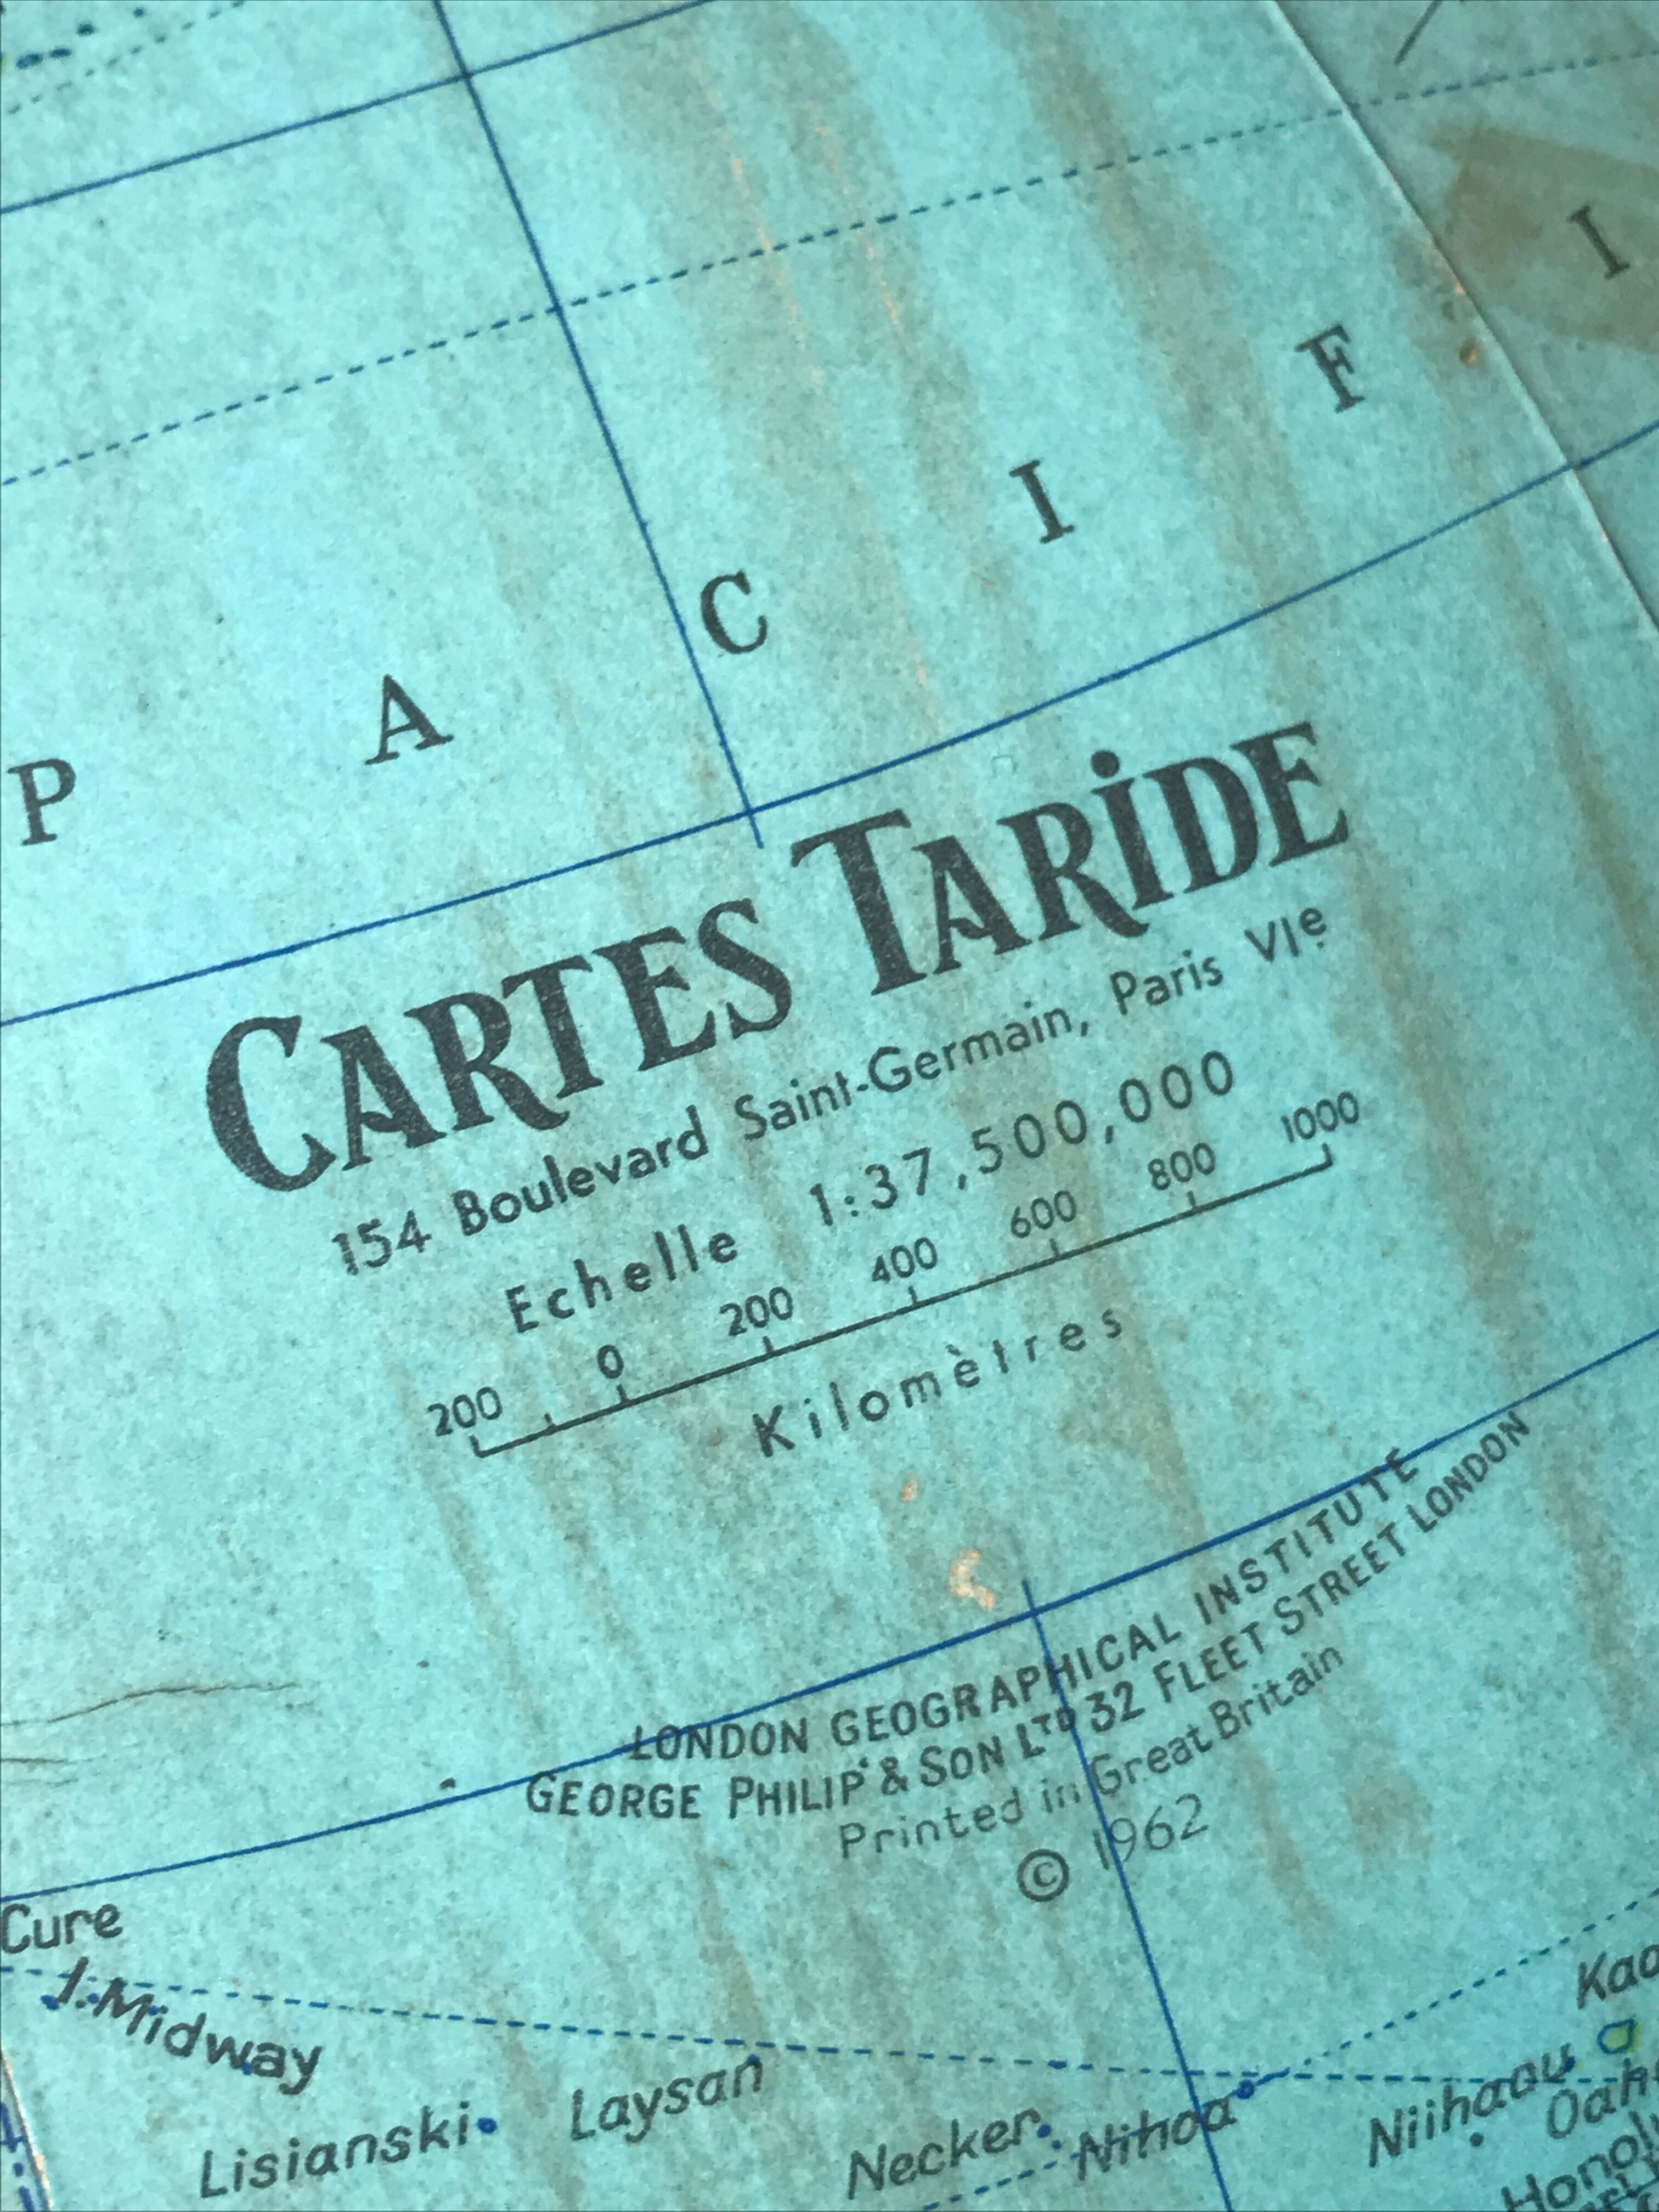 P A C I F I
CARTES TARIDE
154 Boulevard Saint-Germain, Paris VIe
Echelle 1:37,500,000
200 0 200 400 600 800 1000
Kilomètres
LONDON GEOGRAPHICAL INSTITUTE
GEORGE PHILIP & SON LTD 32 FLEET STREET LONDON
Printed in Great Britain
© 1962
Cure
I. Midway
Lisianski
Laysan
Necker
Nihoa
Niihaou